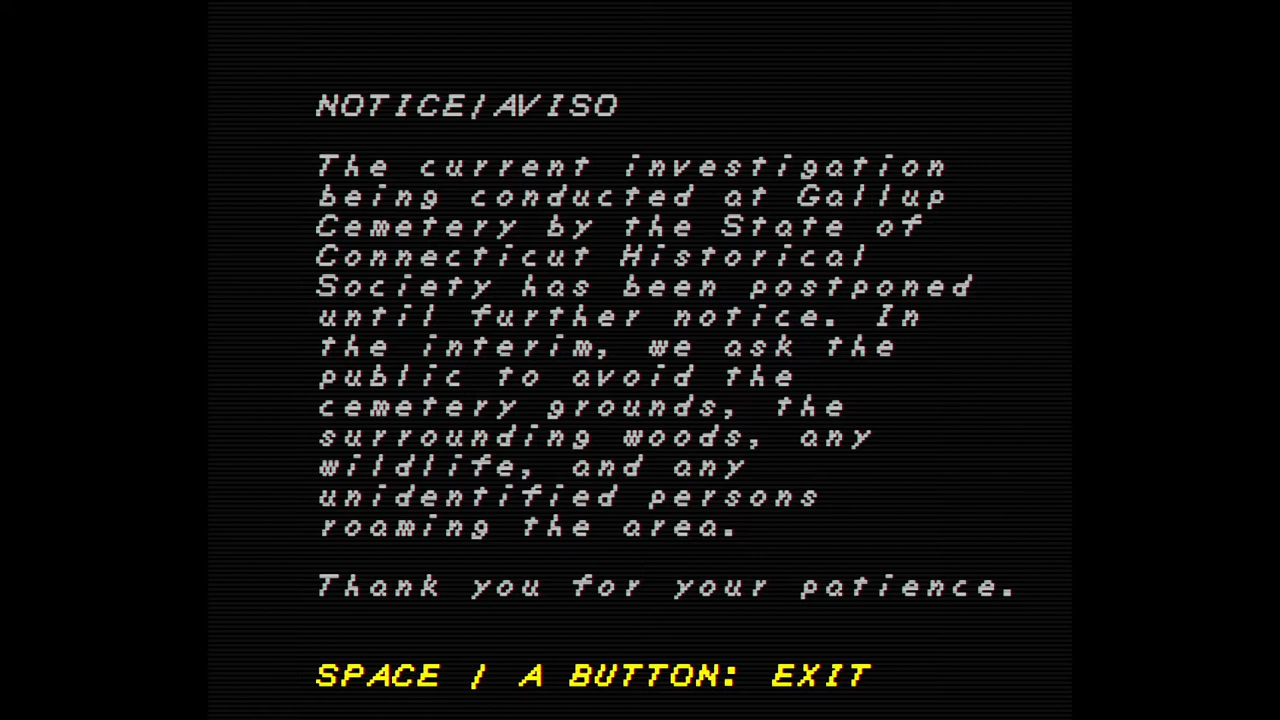 NOTICE/AVISO
The current investigation
being conducted at Gallup
Cemetery by the State of
Connecticut Historical
Society has been postponed
until further notice. In
the interim, we ask the
public to avoid the
cemetery grounds, the
surrounding woods, any
wildlife, and any
unidentified persons
roaming the area.
Thank you for your patience.
SPACE / A BUTTON: EXIT